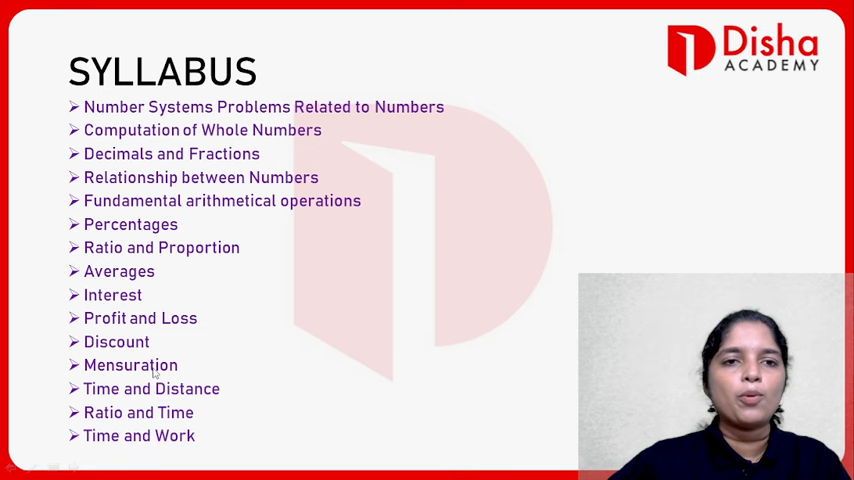 Disha
ACADEMY
SYLLABUS
Number Systems Problems Related to Numbers
Computation of Whole Numbers
Decimals and Fractions
Relationship between Numbers
Fundamental arithmetical operations
Percentages
Ratio and Proportion
Averages
Interest
Profit and Loss
Discount
Mensuration
Time and Distance
Ratio and Time
Time and Work